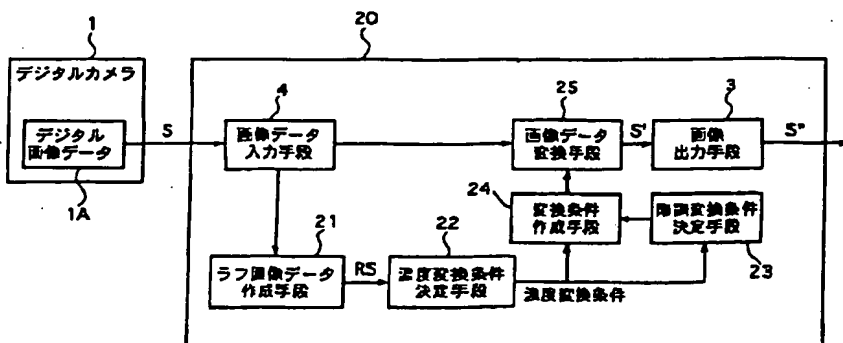 1
20
デジタルカメラ
4
25
3
デジタル
画像データ
S
画像データ
入力手段
画像データ
変換手段
S'
画像
出力手段
S"
1A
24
変換条件
作成手段
階調変換条件
決定手段
21
22
23
ラフ画像データ
作成手段
RS
濃度変換条件
決定手段
濃度変換条件